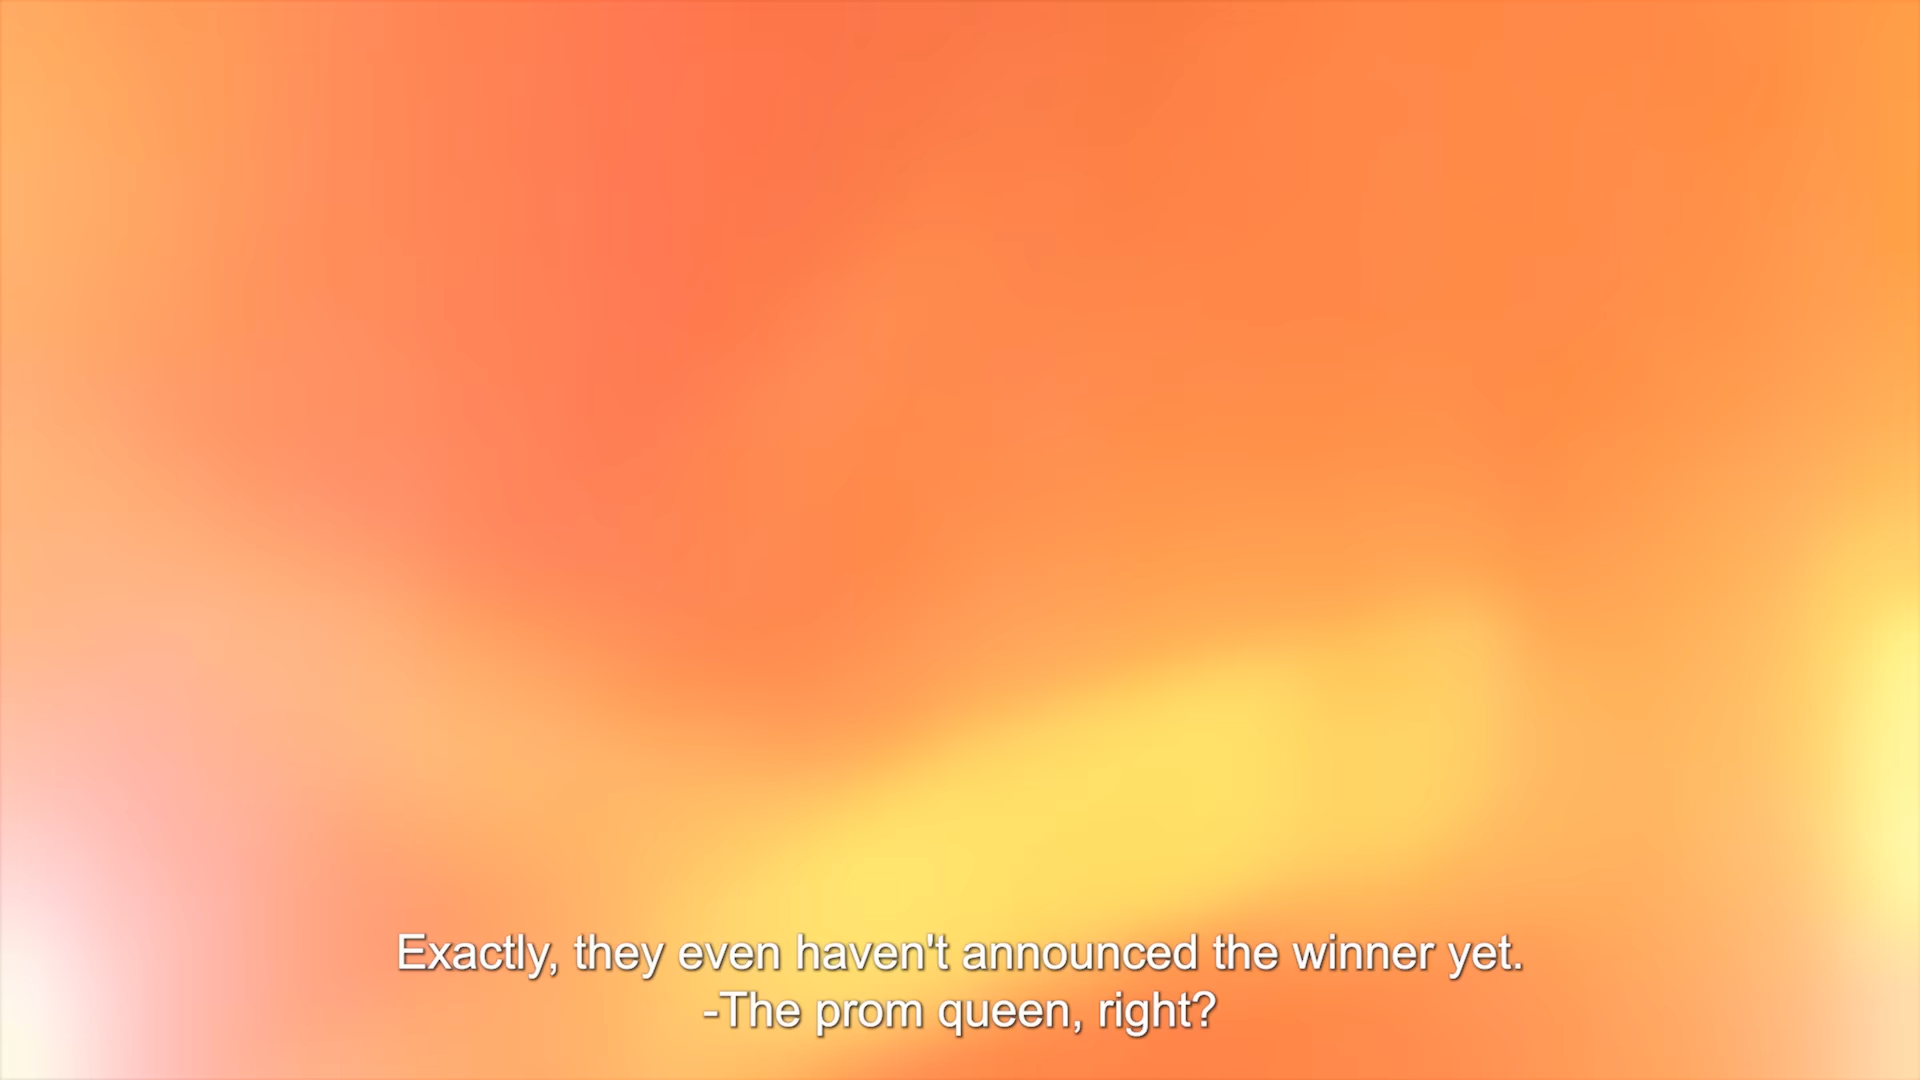 Exactly, they even haven't announced the winner yet.
-The prom queen, right?